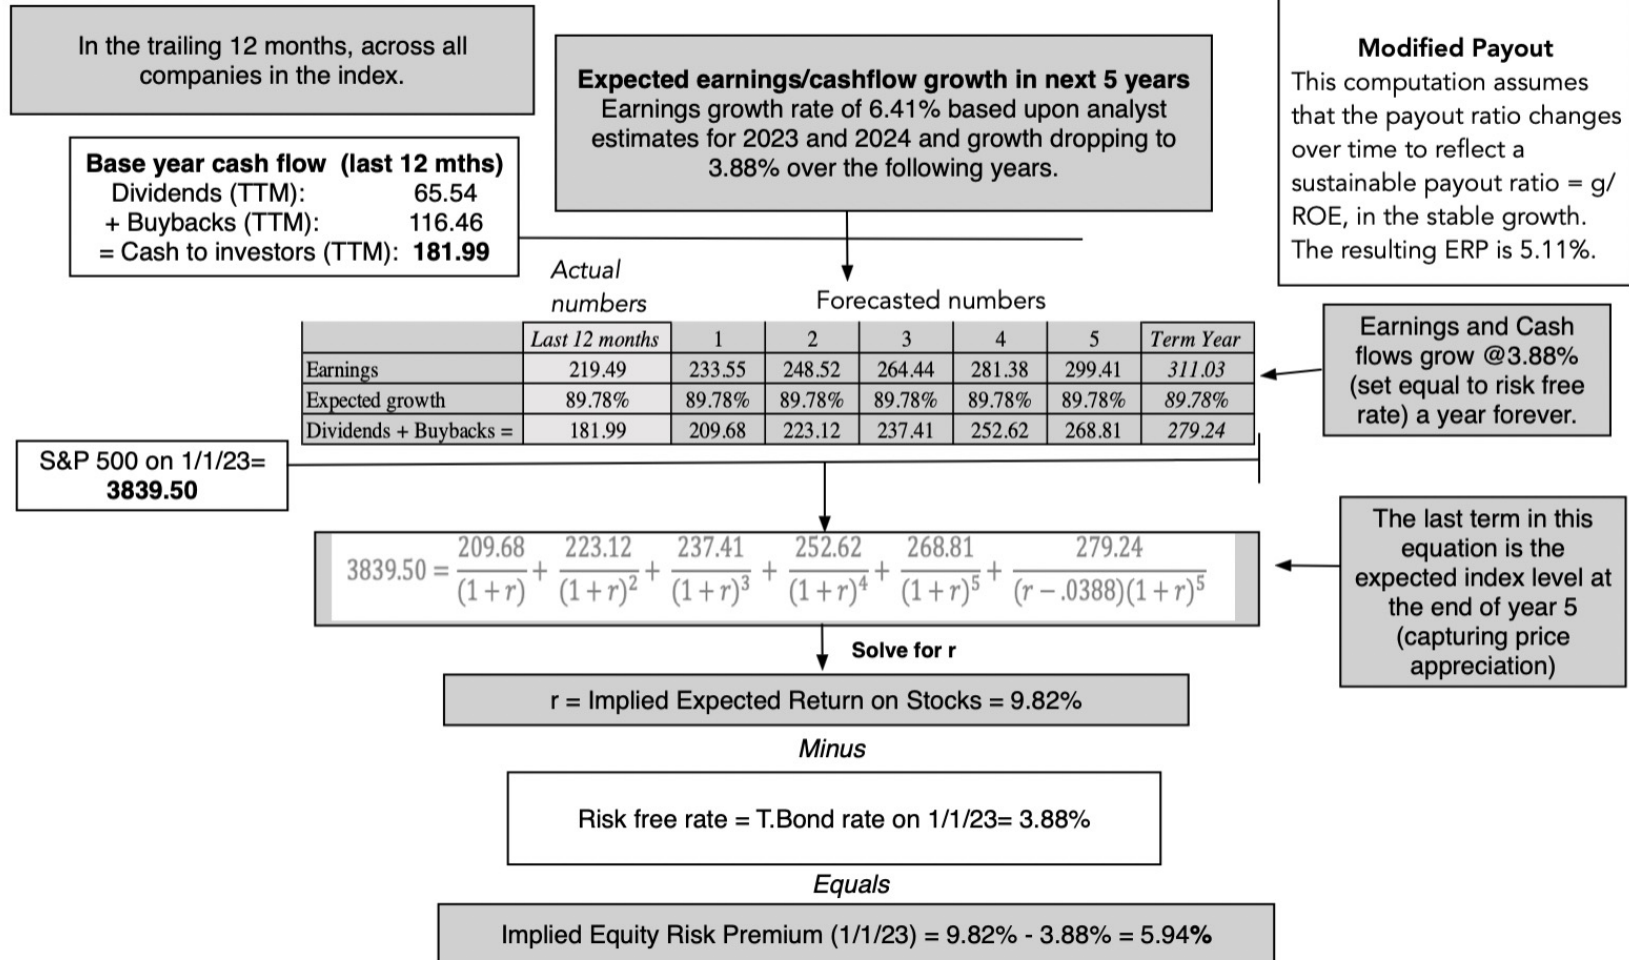 In the trailing 12 months, across all
companies in the index.
Base year cash flow (last 12 mths)
Dividends (TTM): 65.54
+ Buybacks (TTM): 116.46
= Cash to investors (TTM): 181.99
Expected earnings/cashflow growth in next 5 years
Earnings growth rate of 6.41% based upon analyst
estimates for 2023 and 2024 and growth dropping to
3.88% over the following years.
Modified Payout
This computation assumes
that the payout ratio changes
over time to reflect a
sustainable payout ratio = g/
ROE, in the stable growth.
The resulting ERP is 5.11%.
Actual
numbers
Forecasted numbers
Last 12 months 1 2 3 4 5 Term Year
Earnings 219.49 233.55 248.52 264.44 281.38 299.41 311.03
Expected growth 89.78% 89.78% 89.78% 89.78% 89.78% 89.78% 89.78%
Dividends + Buybacks = 181.99 209.68 223.12 237.41 252.62 268.81 279.24
Earnings and Cash
flows grow @3.88%
(set equal to risk free
rate) a year forever.
S&P 500 on 1/1/23=
3839.50
3839.50 = 209.68/(1+r) + 223.12/(1+r)² + 237.41/(1+r)³ + 252.62/(1+r)⁴ + 268.81/(1+r)⁵ + 279.24/(r−.0388)(1+r)⁵
The last term in this
equation is the
expected index level at
the end of year 5
(capturing price
appreciation)
Solve for r
r = Implied Expected Return on Stocks = 9.82%
Minus
Risk free rate = T.Bond rate on 1/1/23= 3.88%
Equals
Implied Equity Risk Premium (1/1/23) = 9.82% - 3.88% = 5.94%